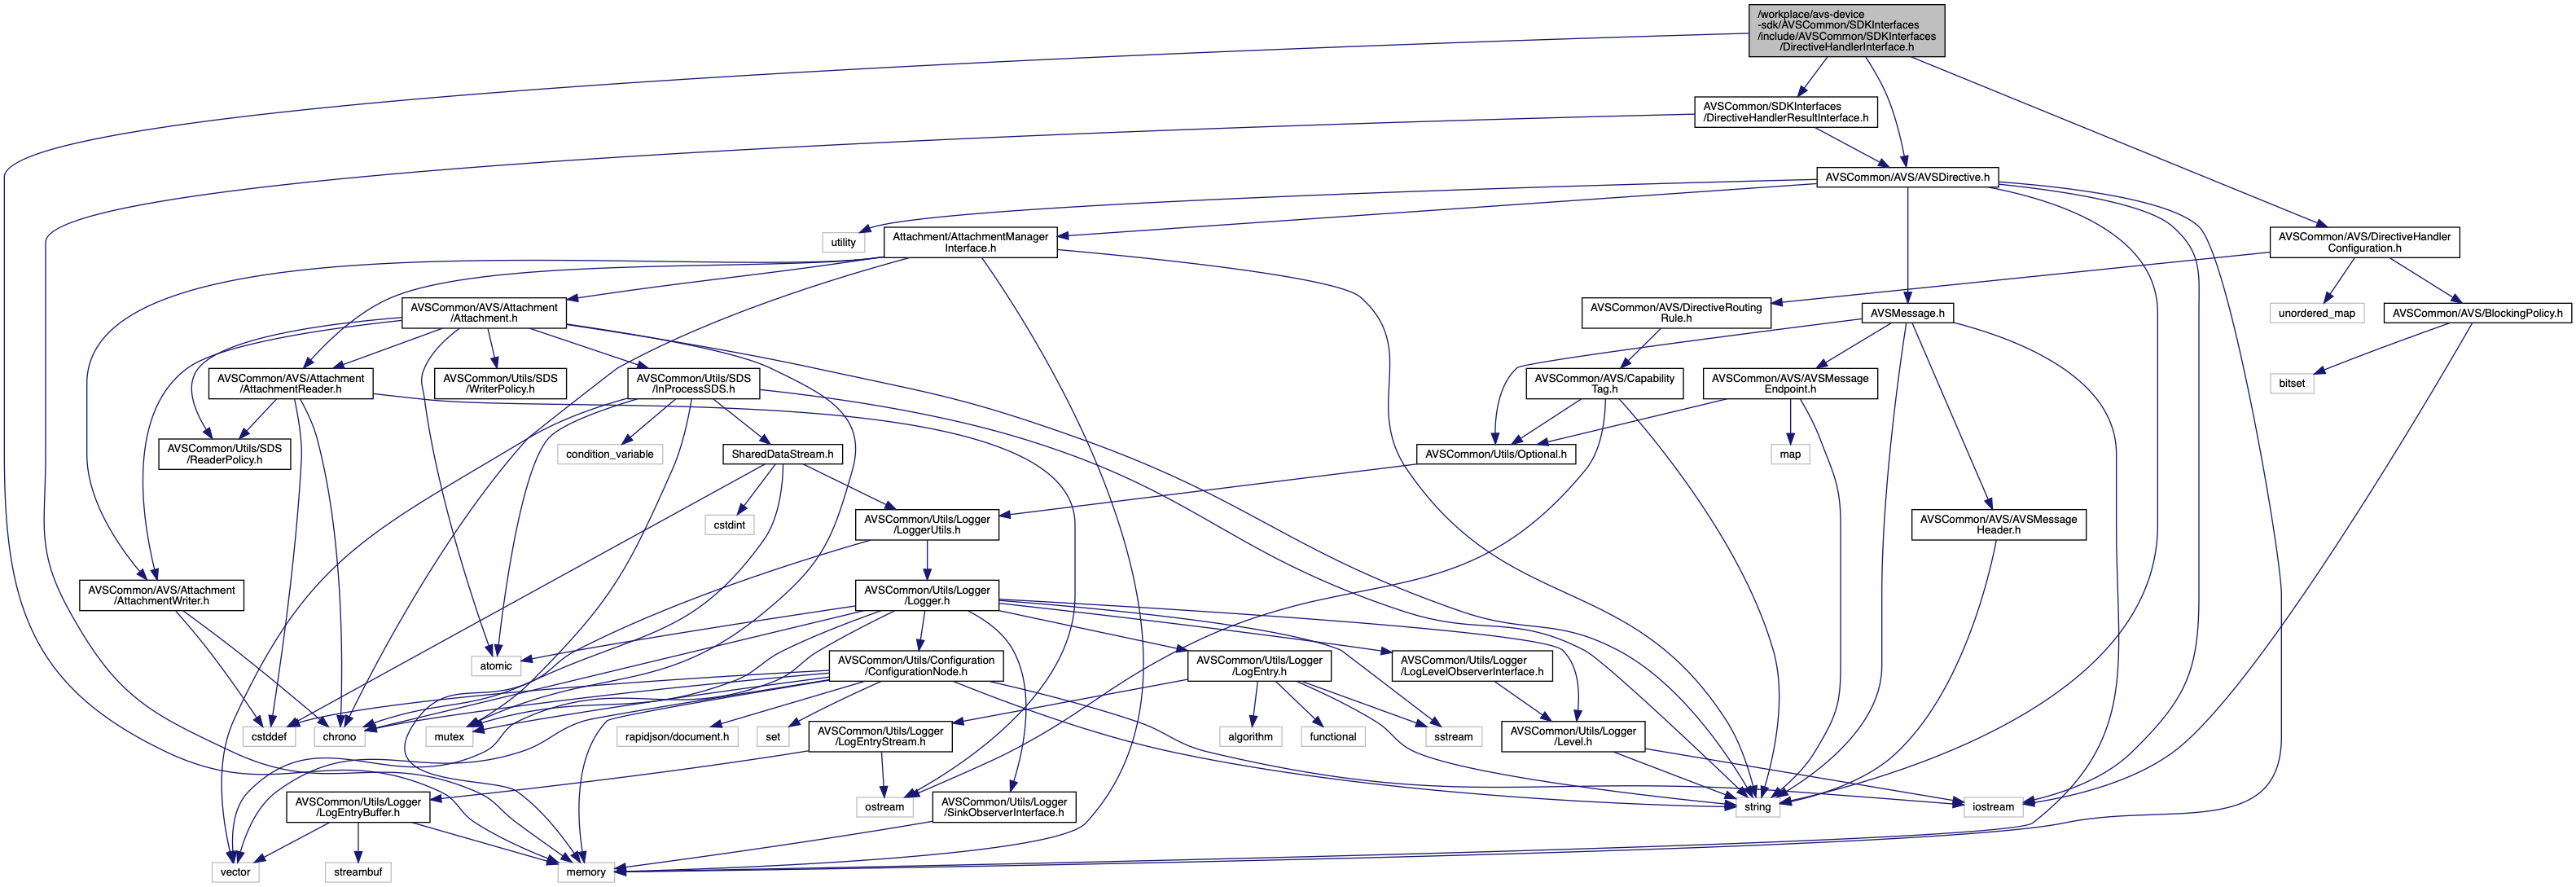 /workplace/avs-device
-sdk/AVSCommon/SDKInterfaces
/include/AVSCommon/SDKInterfaces
/DirectiveHandlerInterface.h
AVSCommon/SDKInterfaces
/DirectiveHandlerResultInterface.h
AVSCommon/AVS/AVSDirective.h
utility
Attachment/AttachmentManager
Interface.h
AVSCommon/AVS/DirectiveHandler
Configuration.h
AVSCommon/AVS/Attachment
/Attachment.h
AVSCommon/AVS/DirectiveRouting
Rule.h
AVSMessage.h
unordered_map
AVSCommon/AVS/BlockingPolicy.h
AVSCommon/AVS/Attachment
/AttachmentReader.h
AVSCommon/Utils/SDS
/WriterPolicy.h
AVSCommon/Utils/SDS
/InProcessSDS.h
AVSCommon/AVS/Capability
Tag.h
AVSCommon/AVS/AVSMessage
Endpoint.h
bitset
AVSCommon/Utils/SDS
/ReaderPolicy.h
condition_variable
SharedDataStream.h
AVSCommon/Utils/Optional.h
map
cstdint
AVSCommon/Utils/Logger
/LoggerUtils.h
AVSCommon/AVS/AVSMessage
Header.h
AVSCommon/AVS/Attachment
/AttachmentWriter.h
AVSCommon/Utils/Logger
/Logger.h
atomic
AVSCommon/Utils/Configuration
/ConfigurationNode.h
AVSCommon/Utils/Logger
/LogEntry.h
AVSCommon/Utils/Logger
/LogLevelObserverInterface.h
cstddef
chrono
mutex
rapidjson/document.h
set
AVSCommon/Utils/Logger
/LogEntryStream.h
algorithm
functional
sstream
AVSCommon/Utils/Logger
/Level.h
AVSCommon/Utils/Logger
/LogEntryBuffer.h
ostream
AVSCommon/Utils/Logger
/SinkObserverInterface.h
string
iostream
vector
streambuf
memory